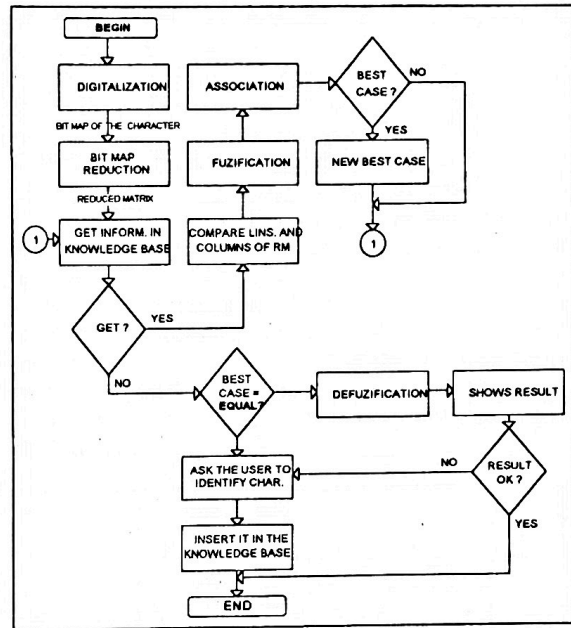 BEGIN
DIGITALIZATION
BIT MAP OF THE CHARACTER
BIT MAP
REDUCTION
REDUCED MATRIX
1
GET INFORM. IN
KNOWLEDGE BASE
GET ?
YES
NO
COMPARE LINS. AND
COLUMNS OF RM
FUZIFICATION
ASSOCIATION
BEST
CASE ?
NO
YES
NEW BEST CASE
1
BEST
CASE =
EQUAL?
DEFUZIFICATION
SHOWS RESULT
RESULT
OK ?
NO
YES
ASK THE USER TO
IDENTIFY CHAR.
INSERT IT IN THE
KNOWLEDGE BASE
END